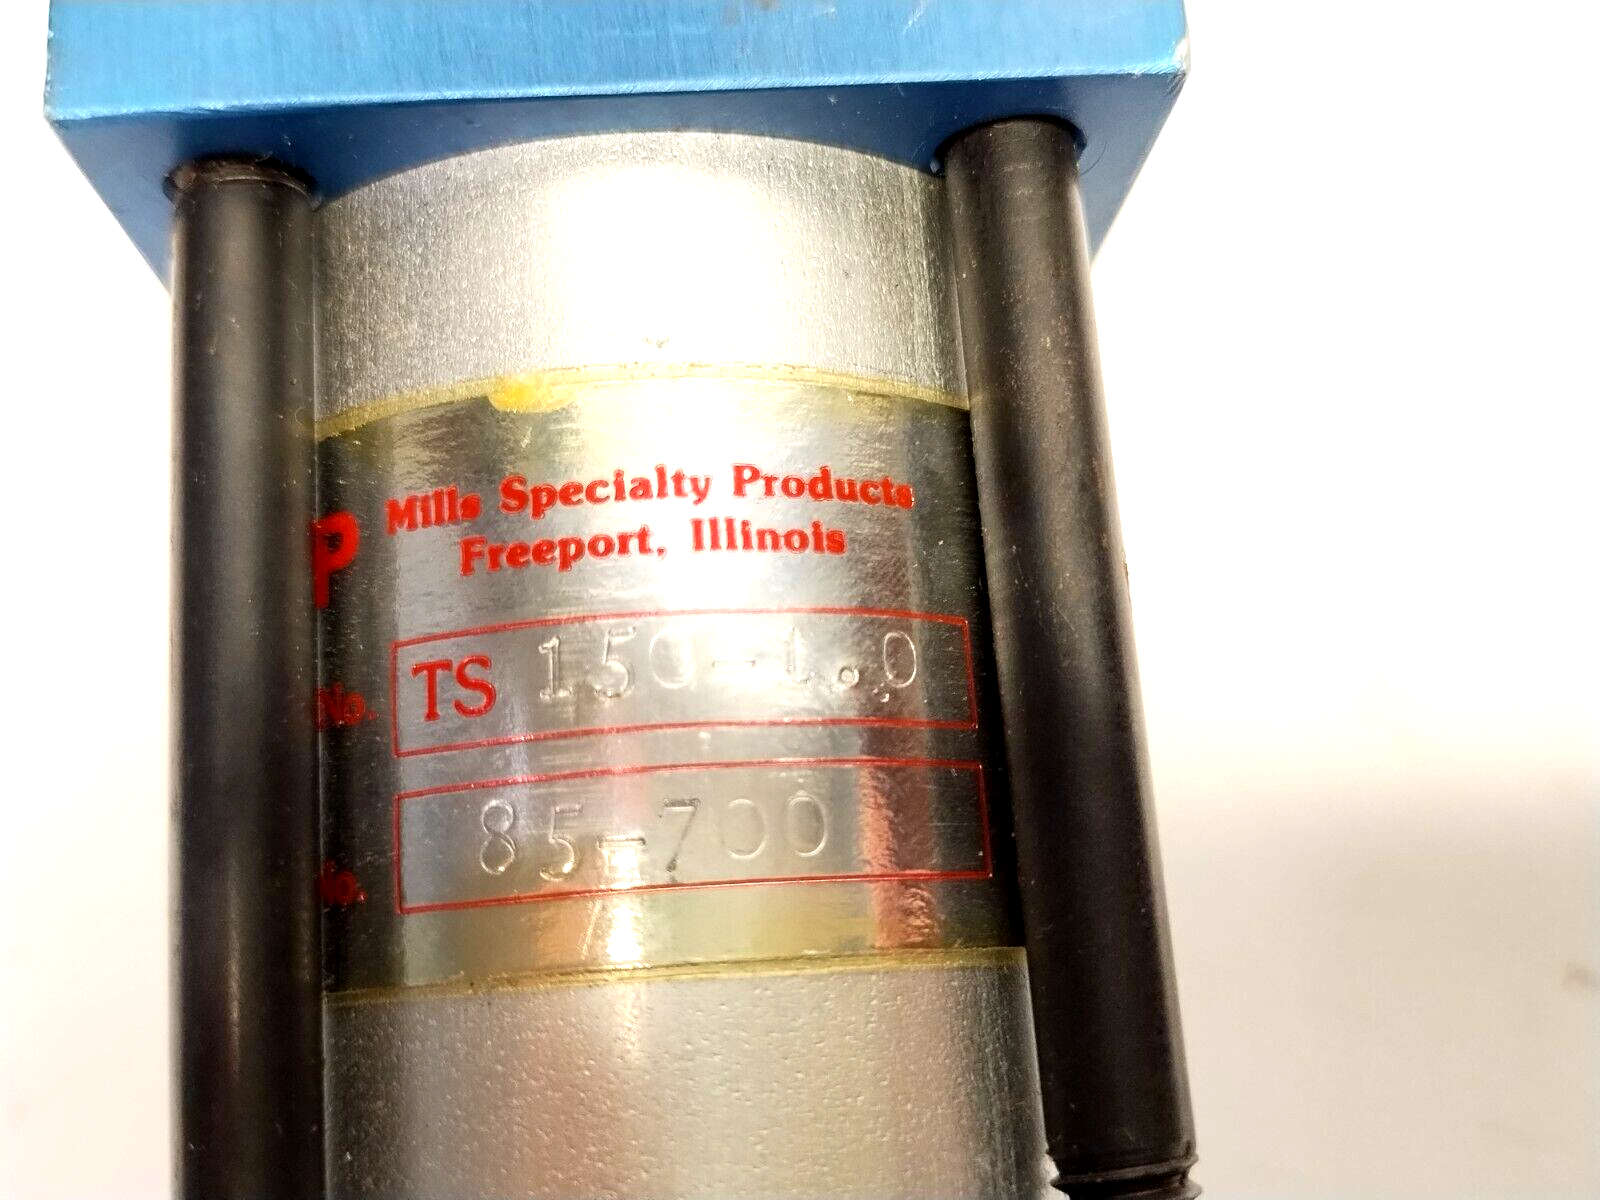 P Mills Specialty Products
Freeport, Illinois
No. TS 150-1.0
No. 85-700